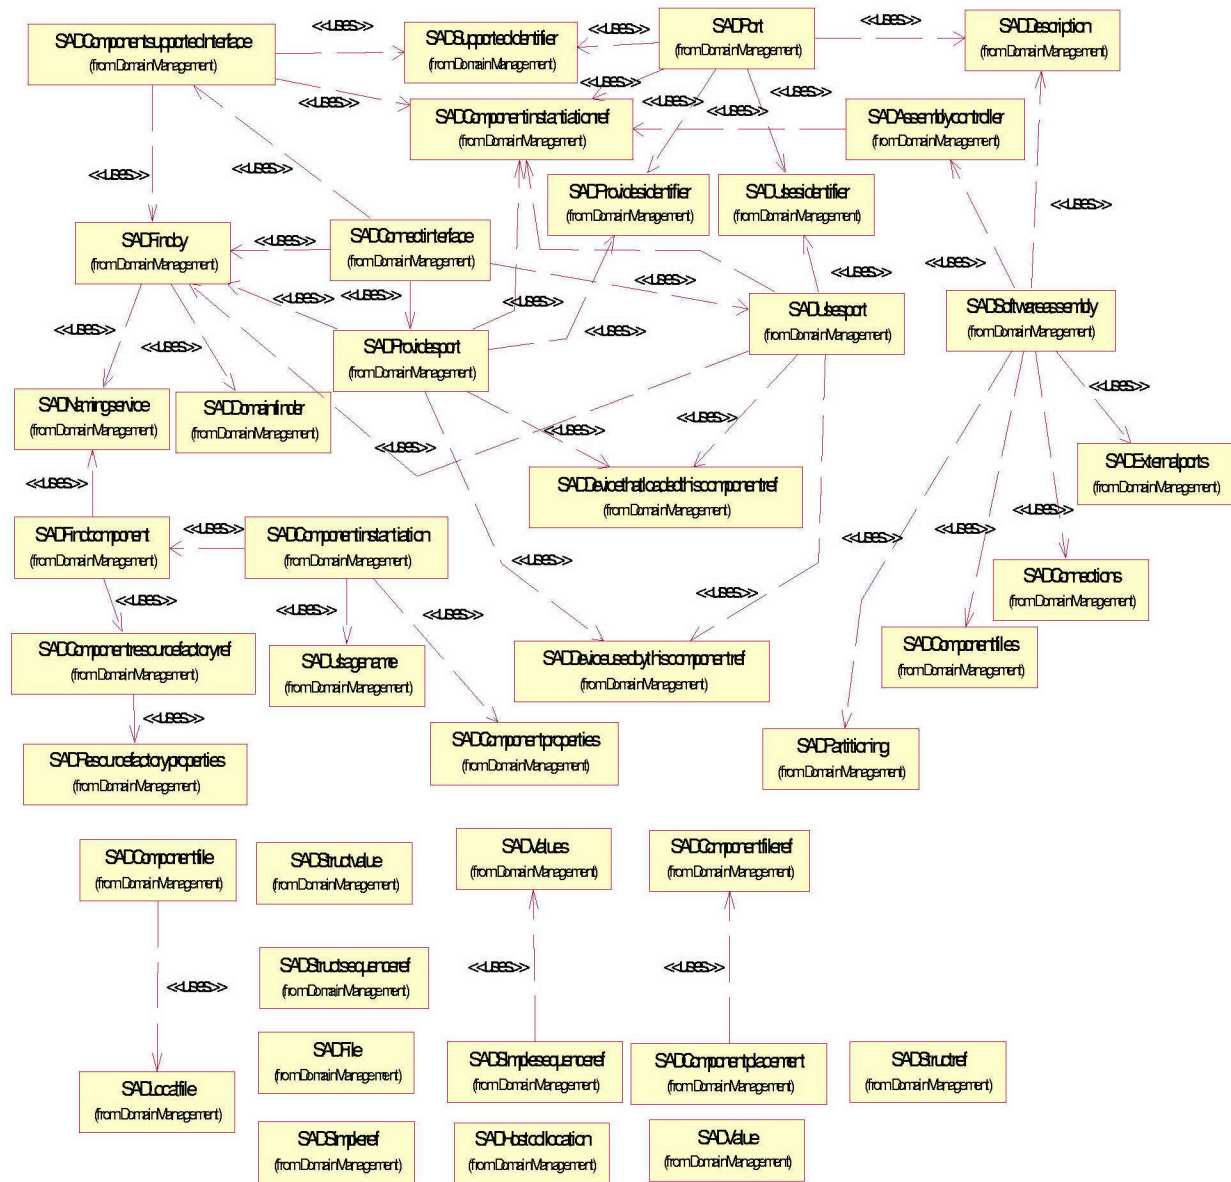 <<uses>>
SADPort
(from DomainManagement)
SADDescription
(from DomainManagement)
SADComponentsupportedinterface
(from DomainManagement)
SADSupportedidentifier
(from DomainManagement)
<<uses>>
<<uses>>
<<uses>>
<<uses>>
<<uses>>
<<uses>>
SADComponentinstantiationref
(from DomainManagement)
SADAssemblycontroller
(from DomainManagement)
<<uses>>
<<uses>>
<<uses>>
<<uses>>
<<uses>>
SADProvidesidentifier
(from DomainManagement)
SADUsesidentifier
(from DomainManagement)
<<uses>>
SADFindby
(from DomainManagement)
<<uses>>
SADConnectinterface
(from DomainManagement)
<<uses>>
<<uses>>
<<uses>>
<<uses>>
<<uses>>
<<uses>>
<<uses>>
<<uses>>
SADUsesport
(from DomainManagement)
SADSoftwareassembly
(from DomainManagement)
<<uses>>
<<uses>>
SADProvidesport
(from DomainManagement)
SADNamingservice
(from DomainManagement)
SADDomainfinder
(from DomainManagement)
<<uses>>
<<uses>>
<<uses>>
<<uses>>
<<uses>>
SADExternalports
(from DomainManagement)
<<uses>>
SADDevicethatloadedthiscomponentref
(from DomainManagement)
<<uses>>
SADFindcomponent
(from DomainManagement)
<<uses>>
SADComponentinstantiation
(from DomainManagement)
<<uses>>
<<uses>>
<<uses>>
<<uses>>
SADConnections
(from DomainManagement)
<<uses>>
<<uses>>
<<uses>>
<<uses>>
SADComponentresourcefactoryref
(from DomainManagement)
SADUsagename
(from DomainManagement)
SADDeviceusedbythiscomponentref
(from DomainManagement)
SADComponentfiles
(from DomainManagement)
<<uses>>
SADResourcefactoryproperties
(from DomainManagement)
SADComponentproperties
(from DomainManagement)
SADPartitioning
(from DomainManagement)
SADComponentfile
(from DomainManagement)
SADStructvalue
(from DomainManagement)
SADValues
(from DomainManagement)
SADComponentfileref
(from DomainManagement)
<<uses>>
SADStructsequenceref
(from DomainManagement)
<<uses>>
<<uses>>
SADFile
(from DomainManagement)
SADSimplesequenceref
(from DomainManagement)
SADComponentplacement
(from DomainManagement)
SADStructref
(from DomainManagement)
SADLocalfile
(from DomainManagement)
SADSimpleref
(from DomainManagement)
SADHostcollocation
(from DomainManagement)
SADValue
(from DomainManagement)